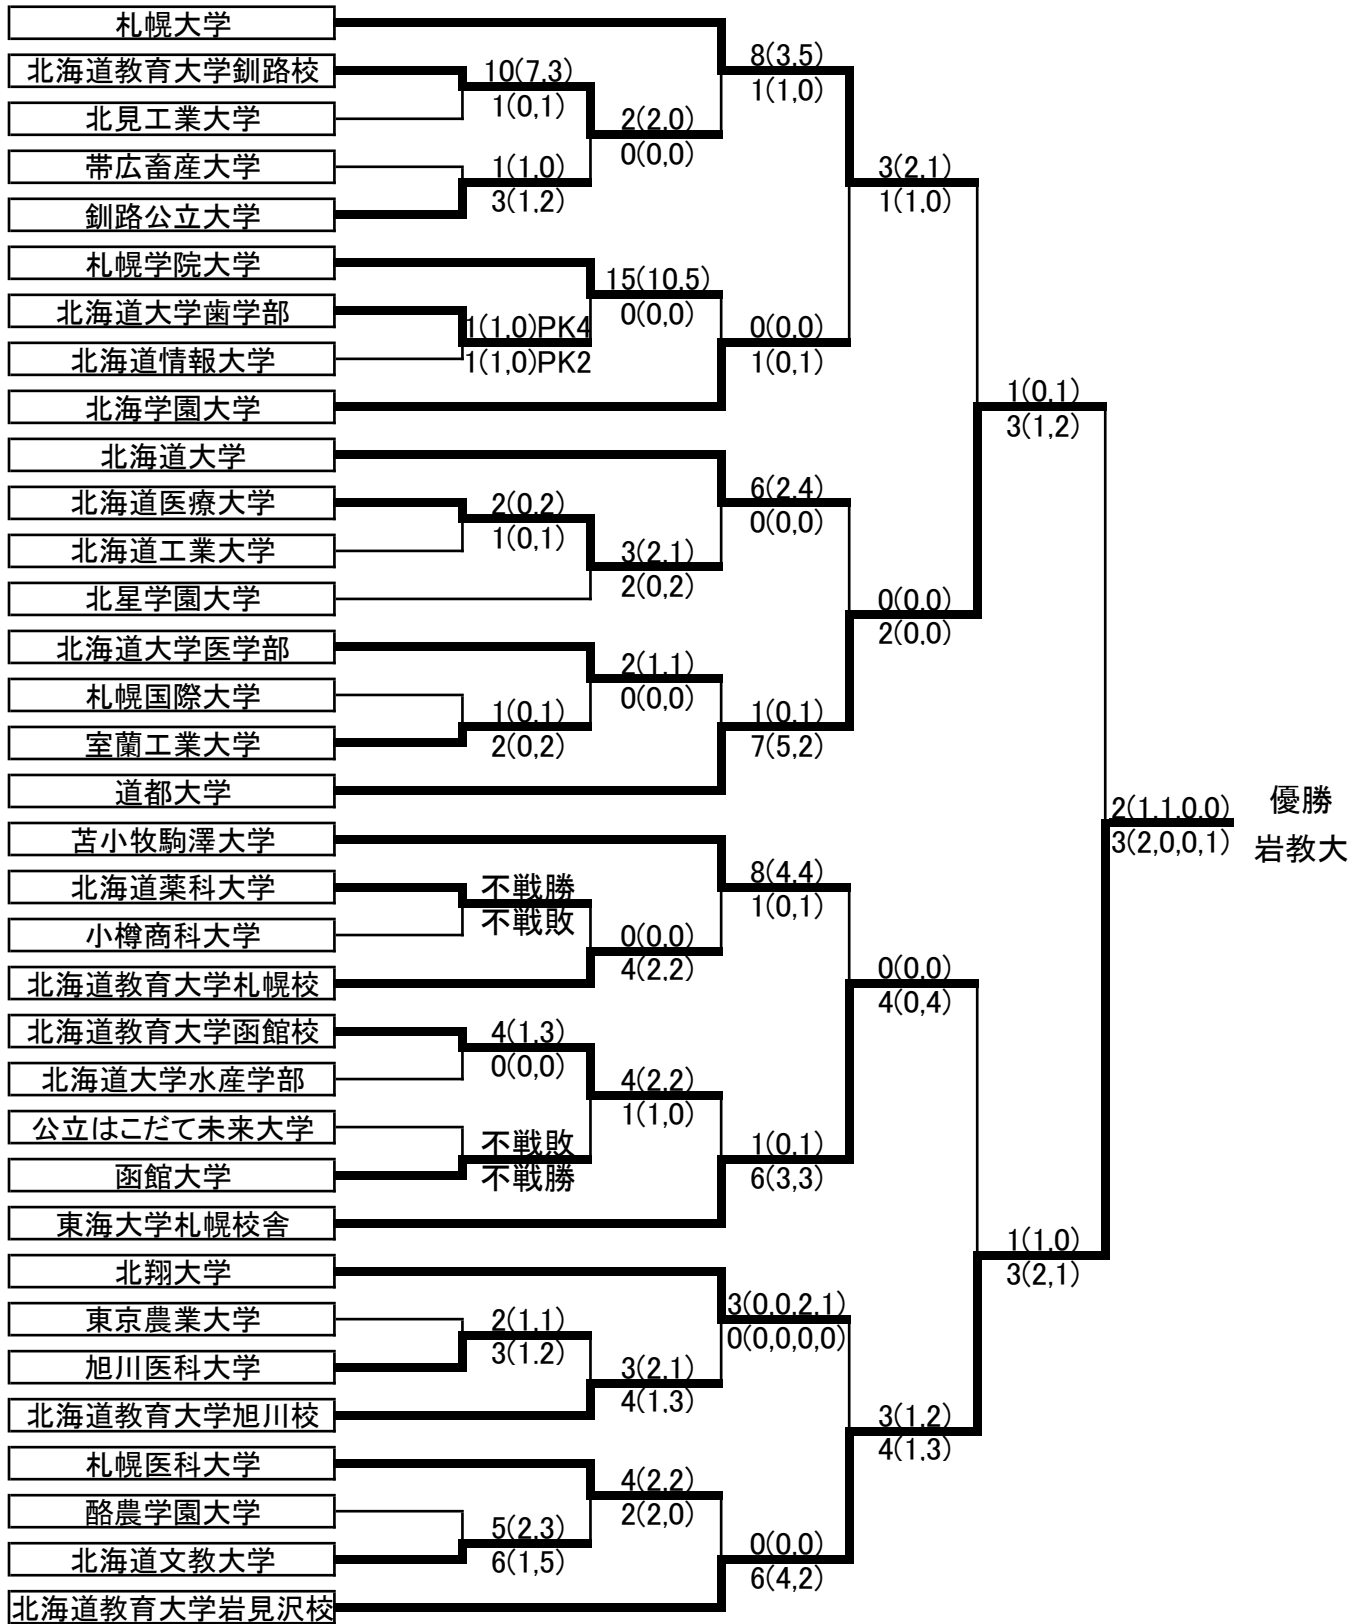 札幌大学
8(3,5)
北海道教育大学釧路校
10(7,3)
1(1,0)
1(0,1)
北見工業大学
2(2,0)
0(0,0)
帯広畜産大学
1(1,0)
3(2,1)
3(1,2)
1(1,0)
釧路公立大学
札幌学院大学
15(10,5)
北海道大学歯学部
0(0,0)
1(1,0)PK4
0(0,0)
北海道情報大学
1(1,0)PK2
1(0,1)
北海学園大学
1(0,1)
3(1,2)
北海道大学
6(2,4)
北海道医療大学
2(0,2)
0(0,0)
1(0,1)
北海道工業大学
3(2,1)
2(0,2)
北星学園大学
0(0,0)
2(0,0)
北海道大学医学部
2(1,1)
札幌国際大学
0(0,0)
1(0,1)
1(0,1)
室蘭工業大学
2(0,2)
7(5,2)
道都大学
2(1,1,0,0)
優勝
苫小牧駒澤大学
3(2,0,0,1)
岩教大
8(4,4)
北海道薬科大学
不戦勝
1(0,1)
不戦敗
小樽商科大学
0(0,0)
4(2,2)
0(0,0)
北海道教育大学札幌校
4(0,4)
北海道教育大学函館校
4(1,3)
0(0,0)
北海道大学水産学部
4(2,2)
1(1,0)
公立はこだて未来大学
不戦敗
1(0,1)
函館大学
不戦勝
6(3,3)
東海大学札幌校舎
1(1,0)
3(2,1)
北翔大学
3(0,0,2,1)
東京農業大学
2(1,1)
0(0,0,0,0)
3(1.2)
旭川医科大学
3(2,1)
4(1,3)
北海道教育大学旭川校
3(1,2)
4(1,3)
札幌医科大学
4(2,2)
酪農学園大学
2(2,0)
5(2,3)
0(0,0)
北海道文教大学
6(1,5)
6(4,2)
北海道教育大学岩見沢校